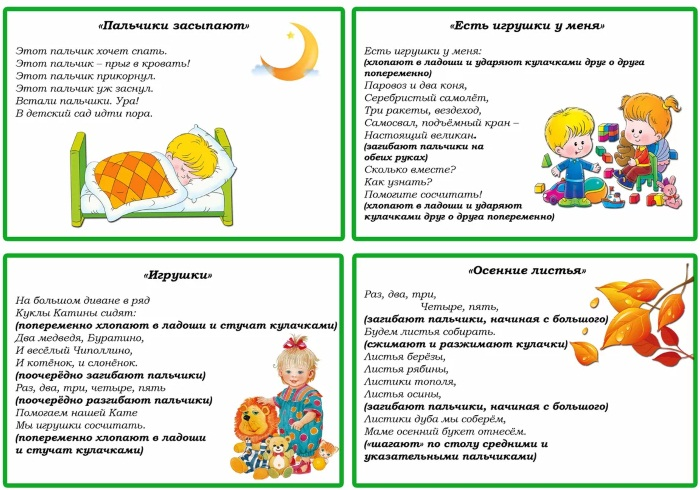 «Пальчики засыпают»
Этот пальчик хочет спать.
Этот пальчик – прыг в кровать!
Этот пальчик прикорнул.
Этот пальчик уж заснул.
Встали пальчики. Ура!
В детский сад идти пора.
«Есть игрушки у меня»
Есть игрушки у меня:
(хлопают в ладоши и ударяют кулачками друг о друга
попеременно)
Паровоз и два коня,
Серебристый самолёт,
Три ракеты, вездеход,
Самосвал, подъёмный кран –
Настоящий великан.
(загибают пальчики на
обеих руках)
Сколько вместе?
Как узнать?
Помогите сосчитать!
(хлопают в ладоши и ударяют
кулачками друг о друга попеременно)
«Игрушки»
На большом диване в ряд
Куклы Катины сидят:
(попеременно хлопают в ладоши и стучат кулачками)
Два медведя, Буратино,
И весёлый Чиполлино,
И котёнок, и слонёнок.
(поочерёдно загибают пальчики)
Раз, два, три, четыре, пять
(поочерёдно разгибают пальчики)
Помогаем нашей Кате
Мы игрушки сосчитать.
(попеременно хлопают в ладоши
и стучат кулачками)
«Осенние листья»
Раз, два, три,
Четыре, пять,
(загибают пальчики, начиная с большого)
Будем листья собирать.
(сжимают и разжимают кулачки)
Листья берёзы,
Листья рябины,
Листики тополя,
Листья осины,
(загибают пальчики, начиная с большого)
Листики дуба мы соберём,
Маме осенний букет отнесём.
(«шагают» по столу средними и
указательными пальчиками)